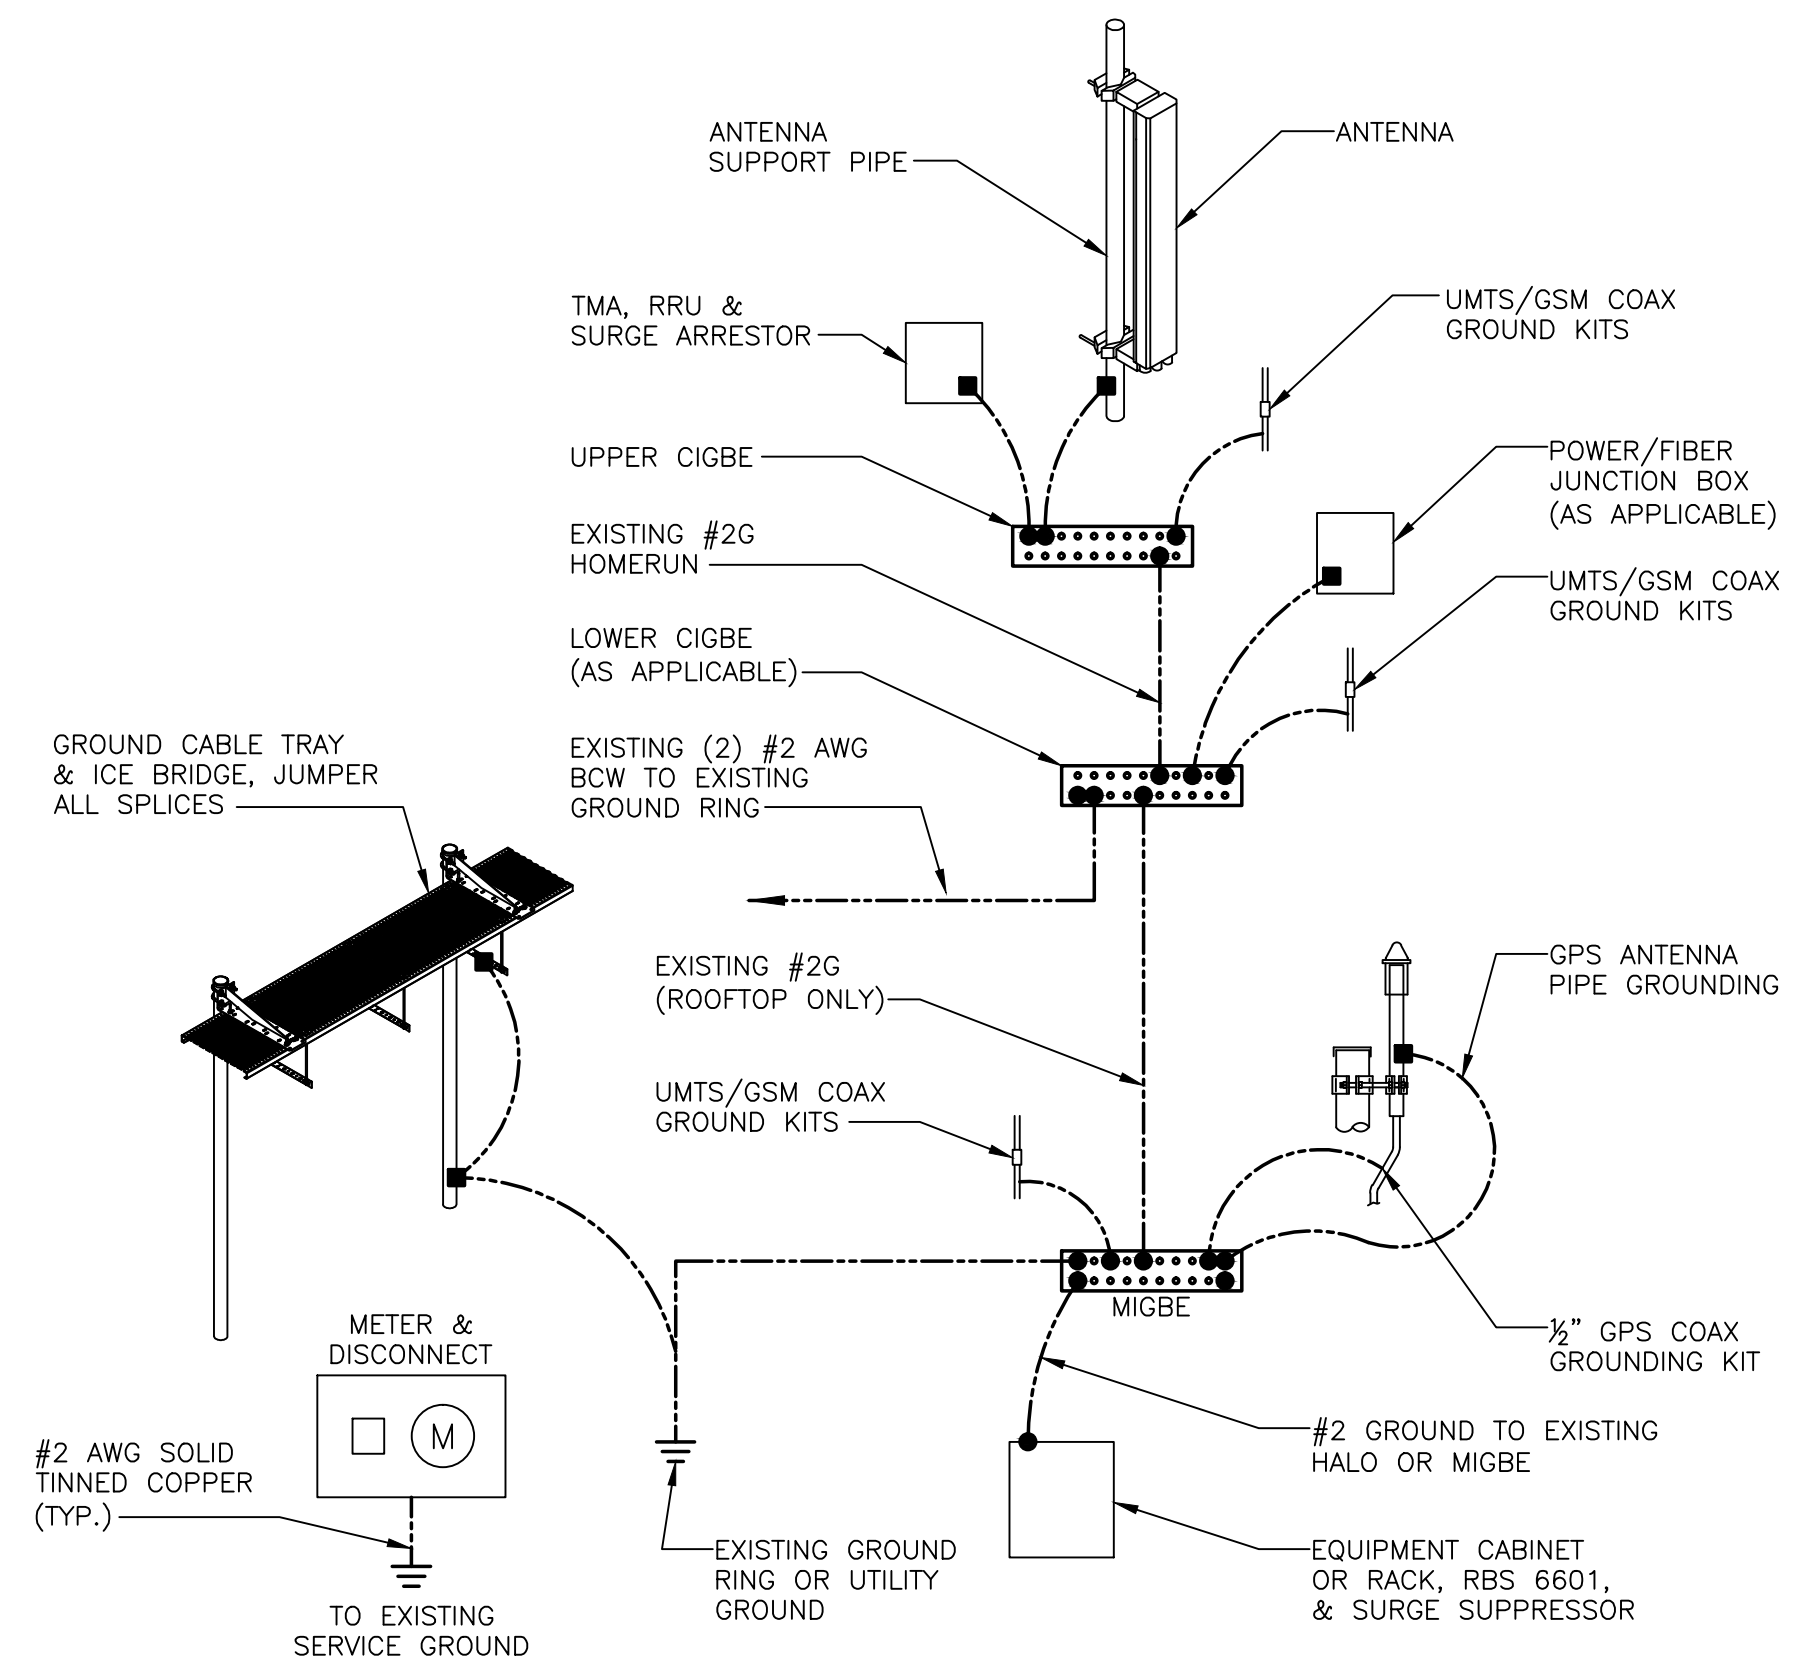 ANTENNA
SUPPORT PIPE
ANTENNA
TMA, RRU &
SURGE ARRESTOR
UMTS/GSM COAX
GROUND KITS
UPPER CIGBE
POWER/FIBER
JUNCTION BOX
(AS APPLICABLE)
EXISTING #2G
HOMERUN
UMTS/GSM COAX
GROUND KITS
LOWER CIGBE
(AS APPLICABLE)
GROUND CABLE TRAY
& ICE BRIDGE, JUMPER
ALL SPLICES
EXISTING (2) #2 AWG
BCW TO EXISTING
GROUND RING
EXISTING #2G
(ROOFTOP ONLY)
GPS ANTENNA
PIPE GROUNDING
UMTS/GSM COAX
GROUND KITS
MIGBE
METER &
DISCONNECT
M
½" GPS COAX
GROUNDING KIT
#2 GROUND TO EXISTING
HALO OR MIGBE
#2 AWG SOLID
TINNED COPPER
(TYP.)
EXISTING GROUND
RING OR UTILITY
GROUND
EQUIPMENT CABINET
OR RACK, RBS 6601,
& SURGE SUPPRESSOR
TO EXISTING
SERVICE GROUND